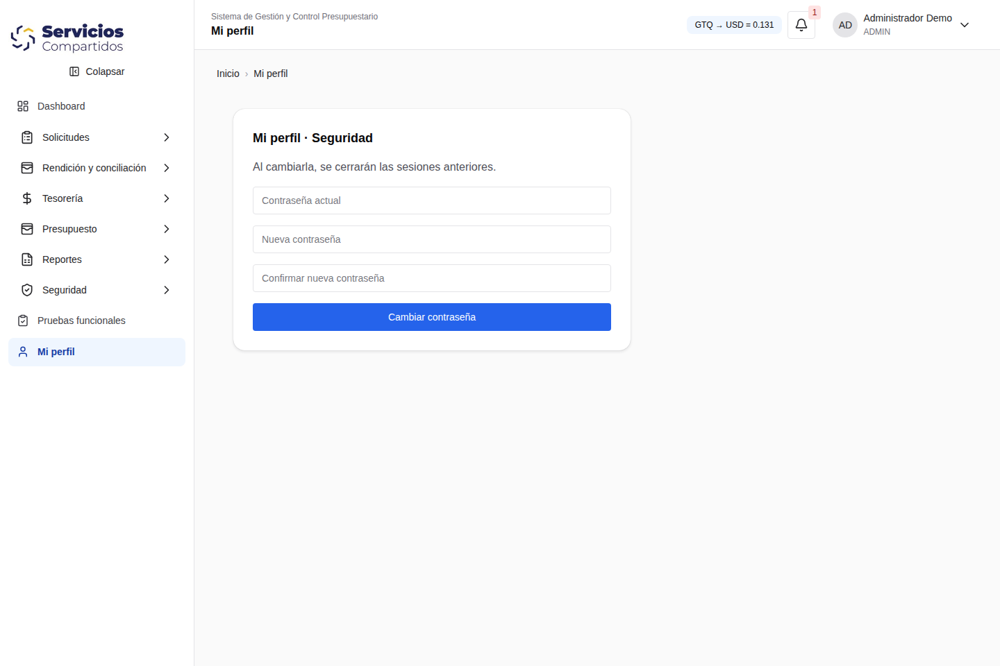 Servicios
Compartidos
Colapsar
Dashboard
Solicitudes
Rendición y conciliación
Tesorería
Presupuesto
Reportes
Seguridad
Pruebas funcionales
Mi perfil
Sistema de Gestión y Control Presupuestario
Mi perfil
GTQ → USD = 0.131
1
AD
Administrador Demo
ADMIN
Inicio › Mi perfil
Mi perfil · Seguridad
Al cambiarla, se cerrarán las sesiones anteriores.
Contraseña actual
Nueva contraseña
Confirmar nueva contraseña
Cambiar contraseña